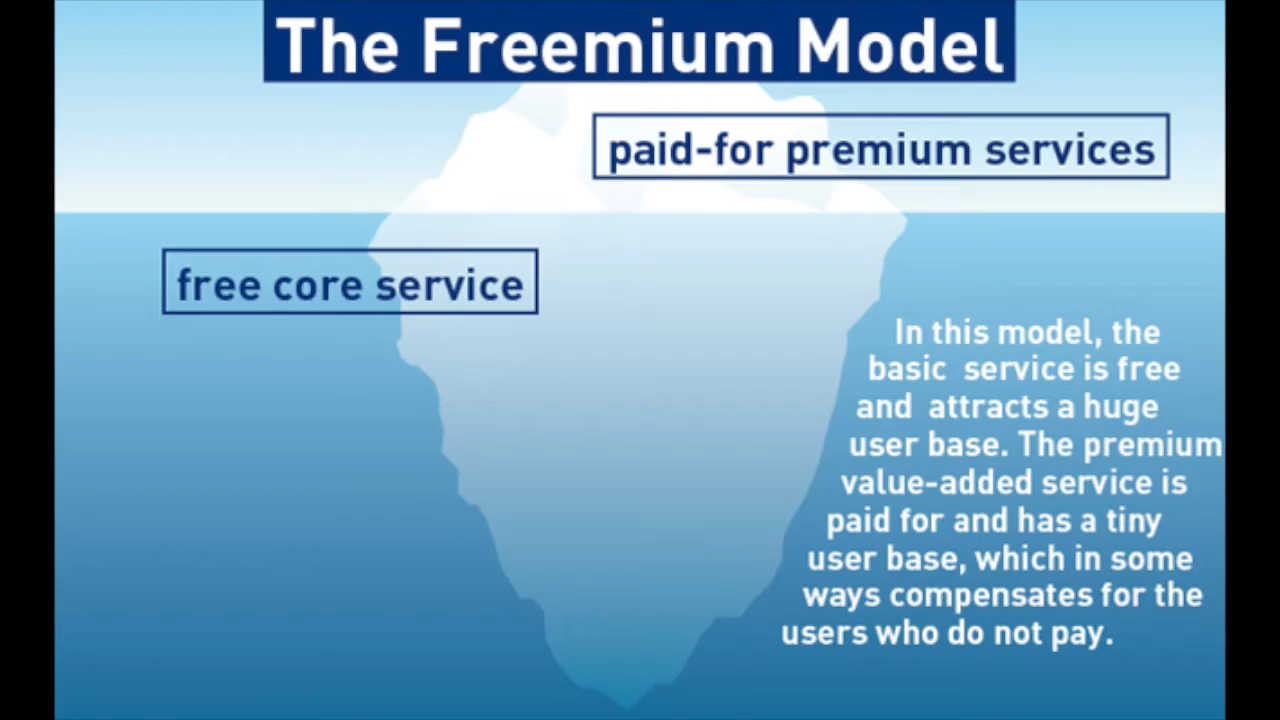 The Freemium Model
paid-for premium services
free core service
In this model, the
basic service is free
and attracts a huge
user base. The premium
value-added service is
paid for and has a tiny
user base, which in some
ways compensates for the
users who do not pay.